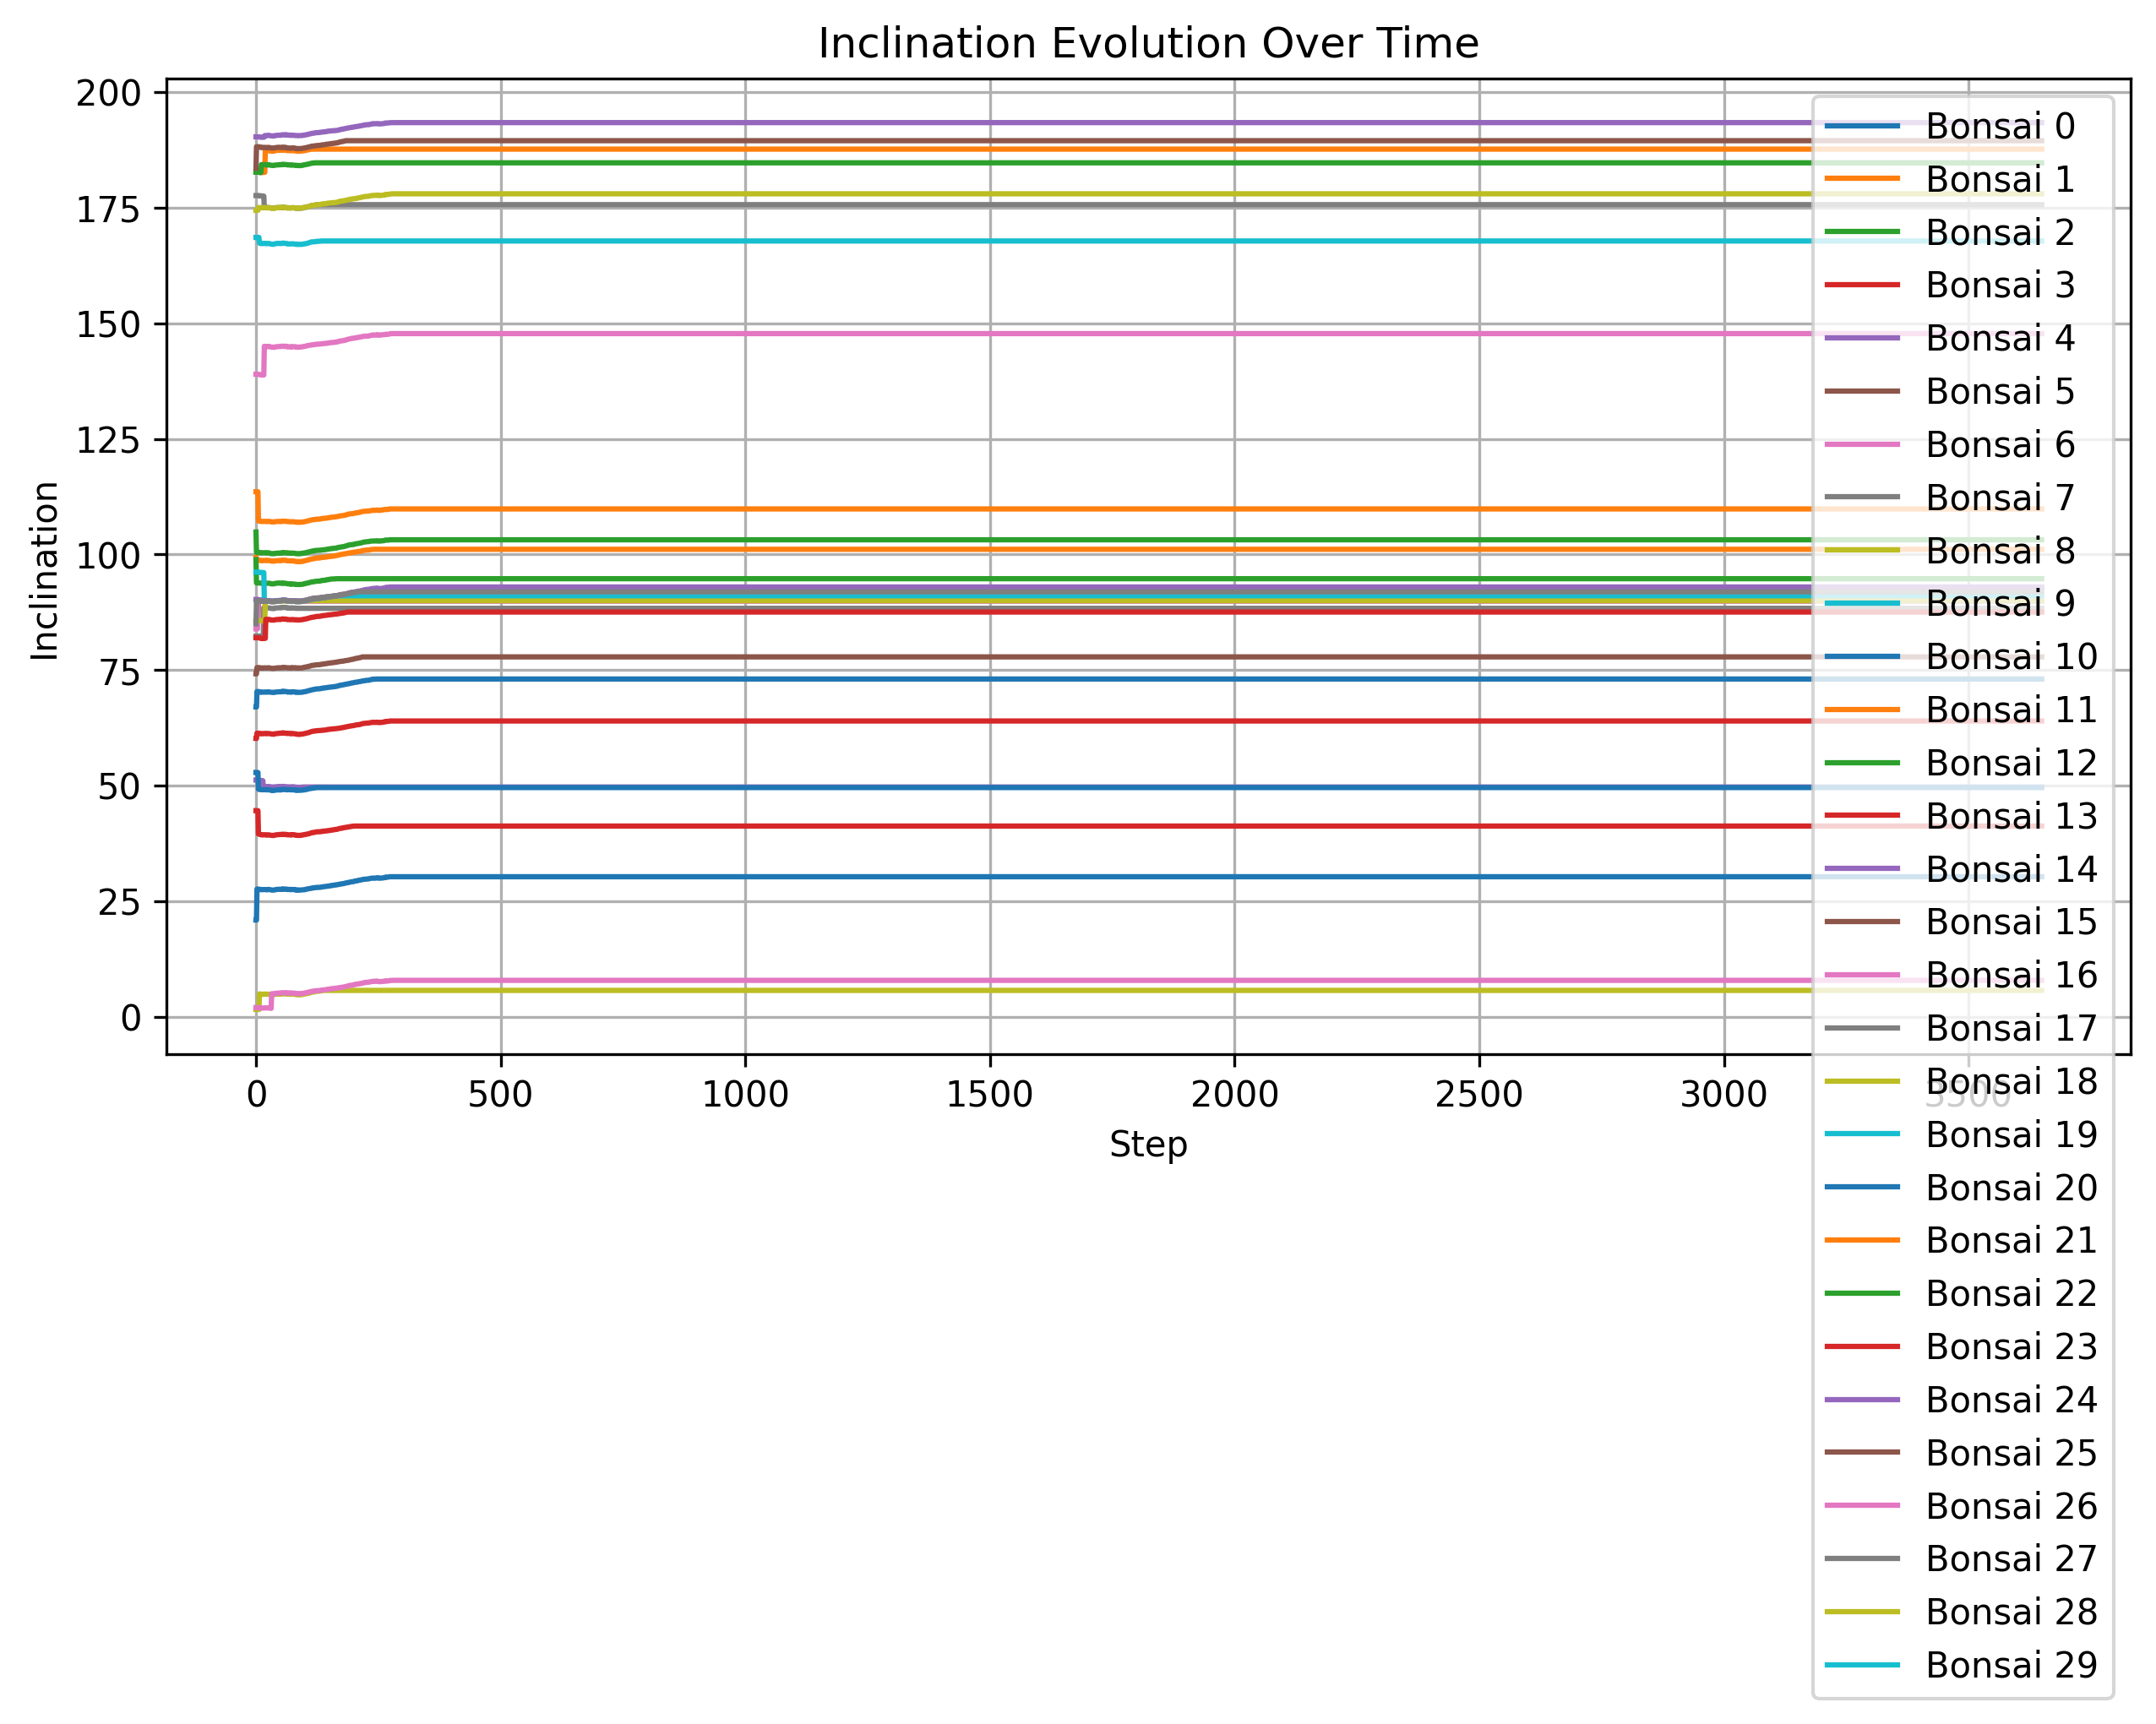 Inclination Evolution Over Time
200
175
150
125
100
75
50
25
0
Inclination
0 500 1000 1500 2000 2500 3000 3500
Step
Bonsai 0
Bonsai 1
Bonsai 2
Bonsai 3
Bonsai 4
Bonsai 5
Bonsai 6
Bonsai 7
Bonsai 8
Bonsai 9
Bonsai 10
Bonsai 11
Bonsai 12
Bonsai 13
Bonsai 14
Bonsai 15
Bonsai 16
Bonsai 17
Bonsai 18
Bonsai 19
Bonsai 20
Bonsai 21
Bonsai 22
Bonsai 23
Bonsai 24
Bonsai 25
Bonsai 26
Bonsai 27
Bonsai 28
Bonsai 29